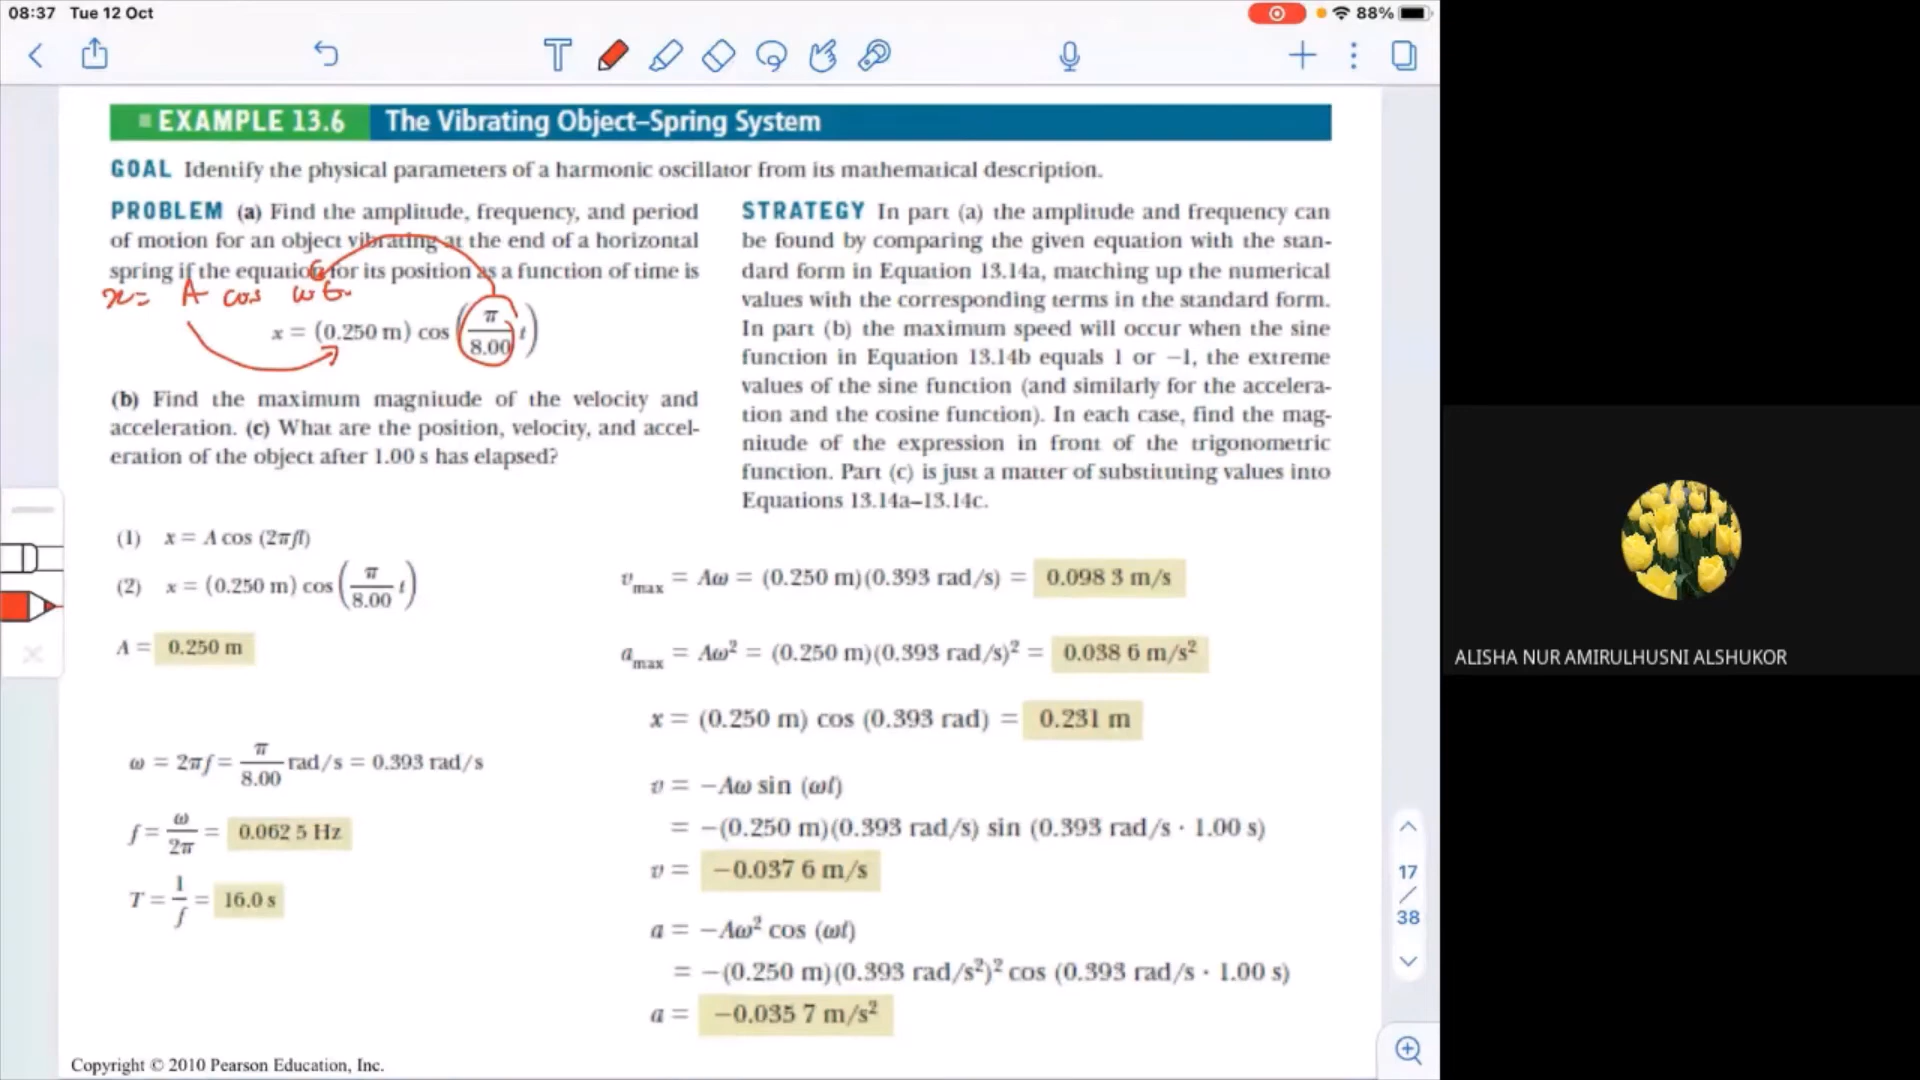 08:37 Tue 12 Oct
88%
EXAMPLE 13.6 The Vibrating Object–Spring System
GOAL Identify the physical parameters of a harmonic oscillator from its mathematical description.
PROBLEM (a) Find the amplitude, frequency, and period
of motion for an object vibrating at the end of a horizontal
spring if the equation for its position as a function of time is
x = A cos ωt
x = (0.250 m) cos (π/8.00 t)
(b) Find the maximum magnitude of the velocity and
acceleration. (c) What are the position, velocity, and accel-
eration of the object after 1.00 s has elapsed?
STRATEGY In part (a) the amplitude and frequency can
be found by comparing the given equation with the stan-
dard form in Equation 13.14a, matching up the numerical
values with the corresponding terms in the standard form.
In part (b) the maximum speed will occur when the sine
function in Equation 13.14b equals 1 or −1, the extreme
values of the sine function (and similarly for the accelera-
tion and the cosine function). In each case, find the mag-
nitude of the expression in front of the trigonometric
function. Part (c) is just a matter of substituting values into
Equations 13.14a–13.14c.
(1) x = A cos (2πft)
(2) x = (0.250 m) cos (π/8.00 t)
A = 0.250 m
ω = 2πf = π/8.00 rad/s = 0.393 rad/s
f = ω/2π = 0.062 5 Hz
T = 1/f = 16.0 s
vmax = Aω = (0.250 m)(0.393 rad/s) = 0.098 3 m/s
amax = Aω² = (0.250 m)(0.393 rad/s)² = 0.038 6 m/s²
x = (0.250 m) cos (0.393 rad) = 0.231 m
v = −Aω sin (ωt)
= −(0.250 m)(0.393 rad/s) sin (0.393 rad/s · 1.00 s)
v = −0.037 6 m/s
a = −Aω² cos (ωt)
= −(0.250 m)(0.393 rad/s²)² cos (0.393 rad/s · 1.00 s)
a = −0.035 7 m/s²
17
/
38
Copyright © 2010 Pearson Education, Inc.
ALISHA NUR AMIRULHUSNI ALSHUKOR